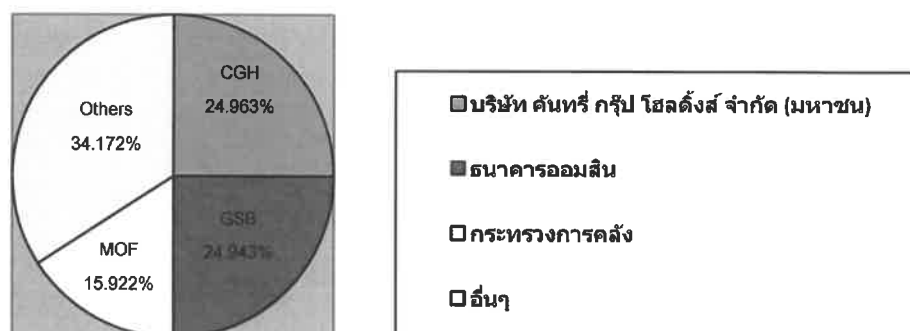 CGH
24.963%
Others
34.172%
GSB
24.943%
MOF
15.922%
บริษัท คันทรี่ กรุ๊ป โฮลดิ้งส์ จำกัด (มหาชน)
ธนาคารออมสิน
กระทรวงการคลัง
อื่นๆ